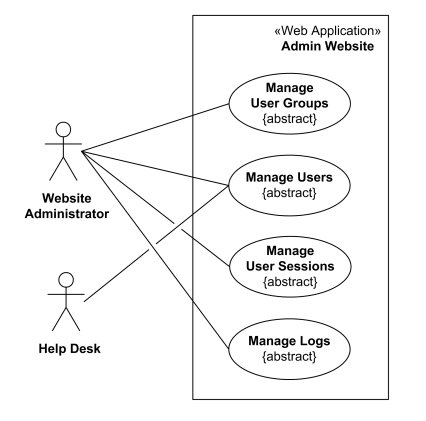 «Web Application»
Admin Website
Manage
User Groups
{abstract}
Website
Administrator
Manage Users
{abstract}
Manage
User Sessions
{abstract}
Help Desk
Manage Logs
{abstract}